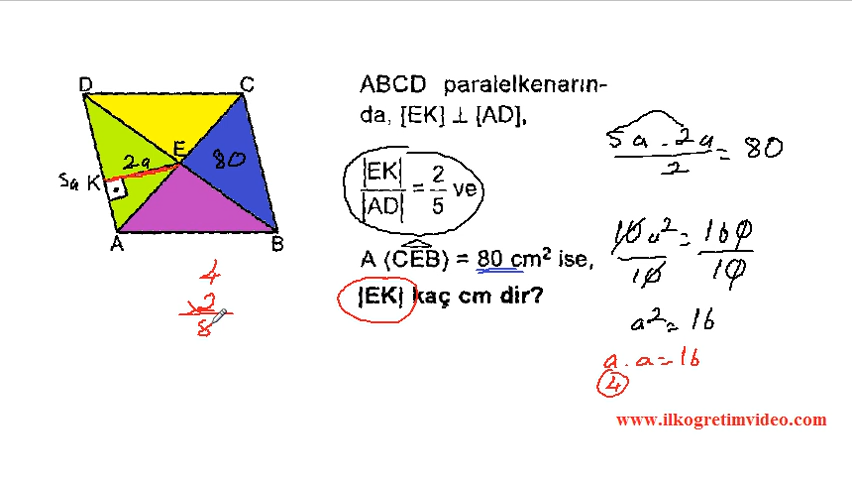 D
C
E
2a
80
5a K
A
B
4
x2
8
ABCD paralelkenarın-
da, [EK] ⊥ [AD],
|EK|
|AD|
= 2
5
ve
A (CEB) = 80 cm² ise,
|EK| kaç cm dir?
5a . 2a
2
= 80
10a² = 160
10 10
a² = 16
a . a = 16
4
www.ilkogretimvideo.com